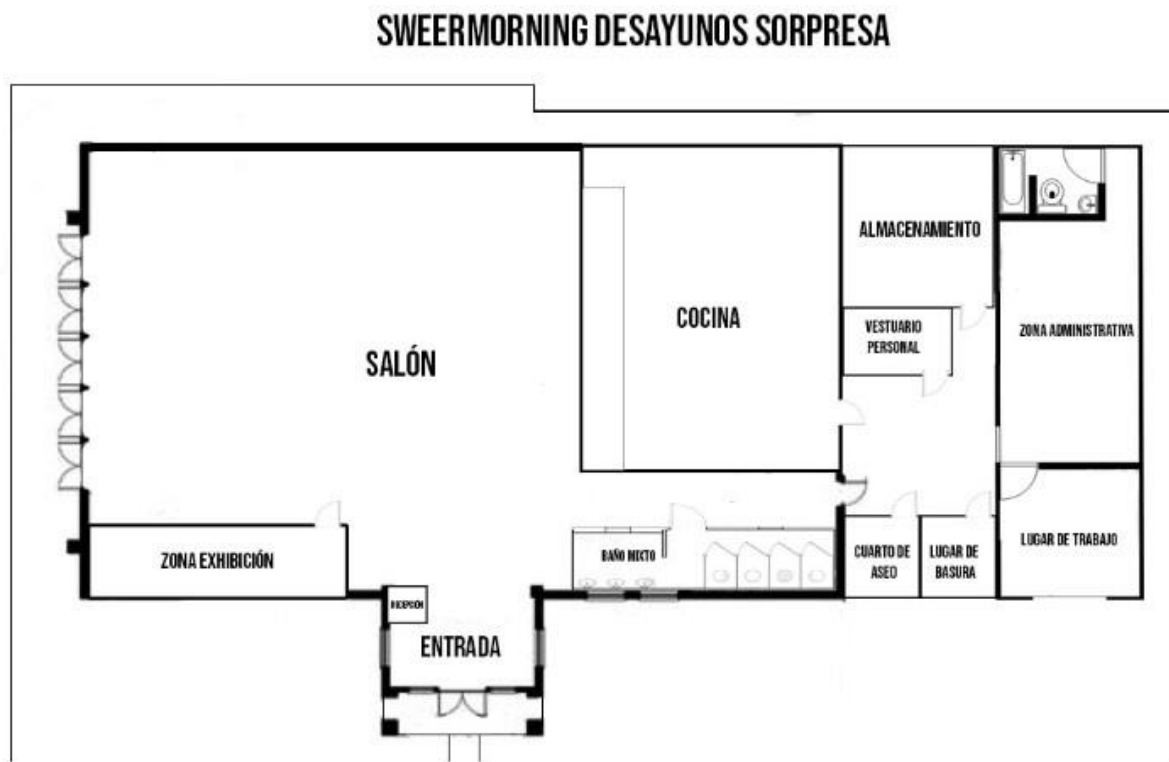 SWEERMORNING DESAYUNOS SORPRESA
ALMACENAMIENTO
COCINA
VESTUARIO
PERSONAL
ZONA ADMINISTRATIVA
SALÓN
ZONA EXHIBICIÓN
BAÑO MIXTO
CUARTO DE
ASEO
LUGAR DE
BASURA
LUGAR DE TRABAJO
RECEPCIÓN
ENTRADA